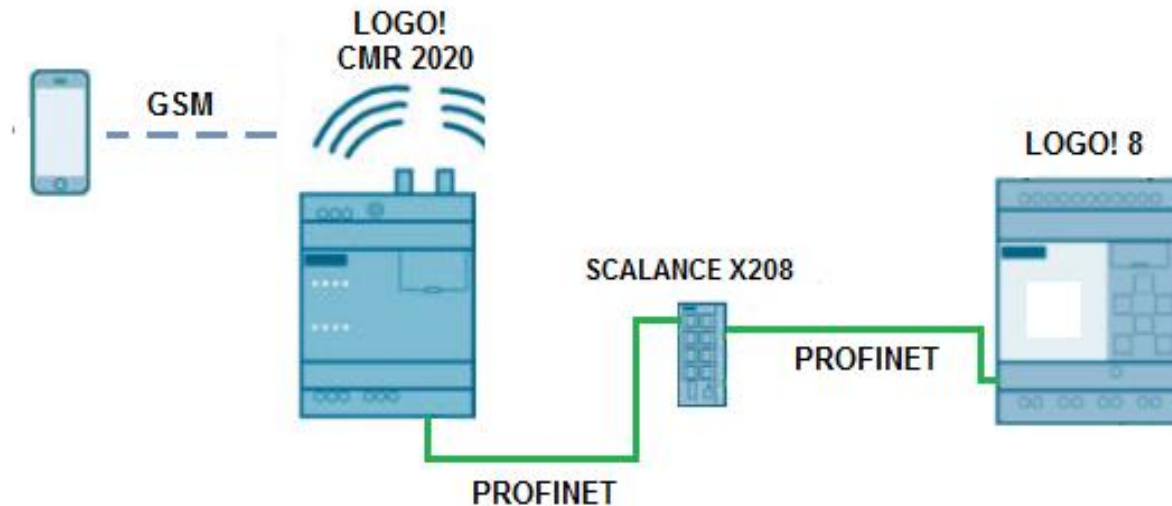 LOGO!
CMR 2020
GSM
LOGO! 8
SCALANCE X208
PROFINET
PROFINET